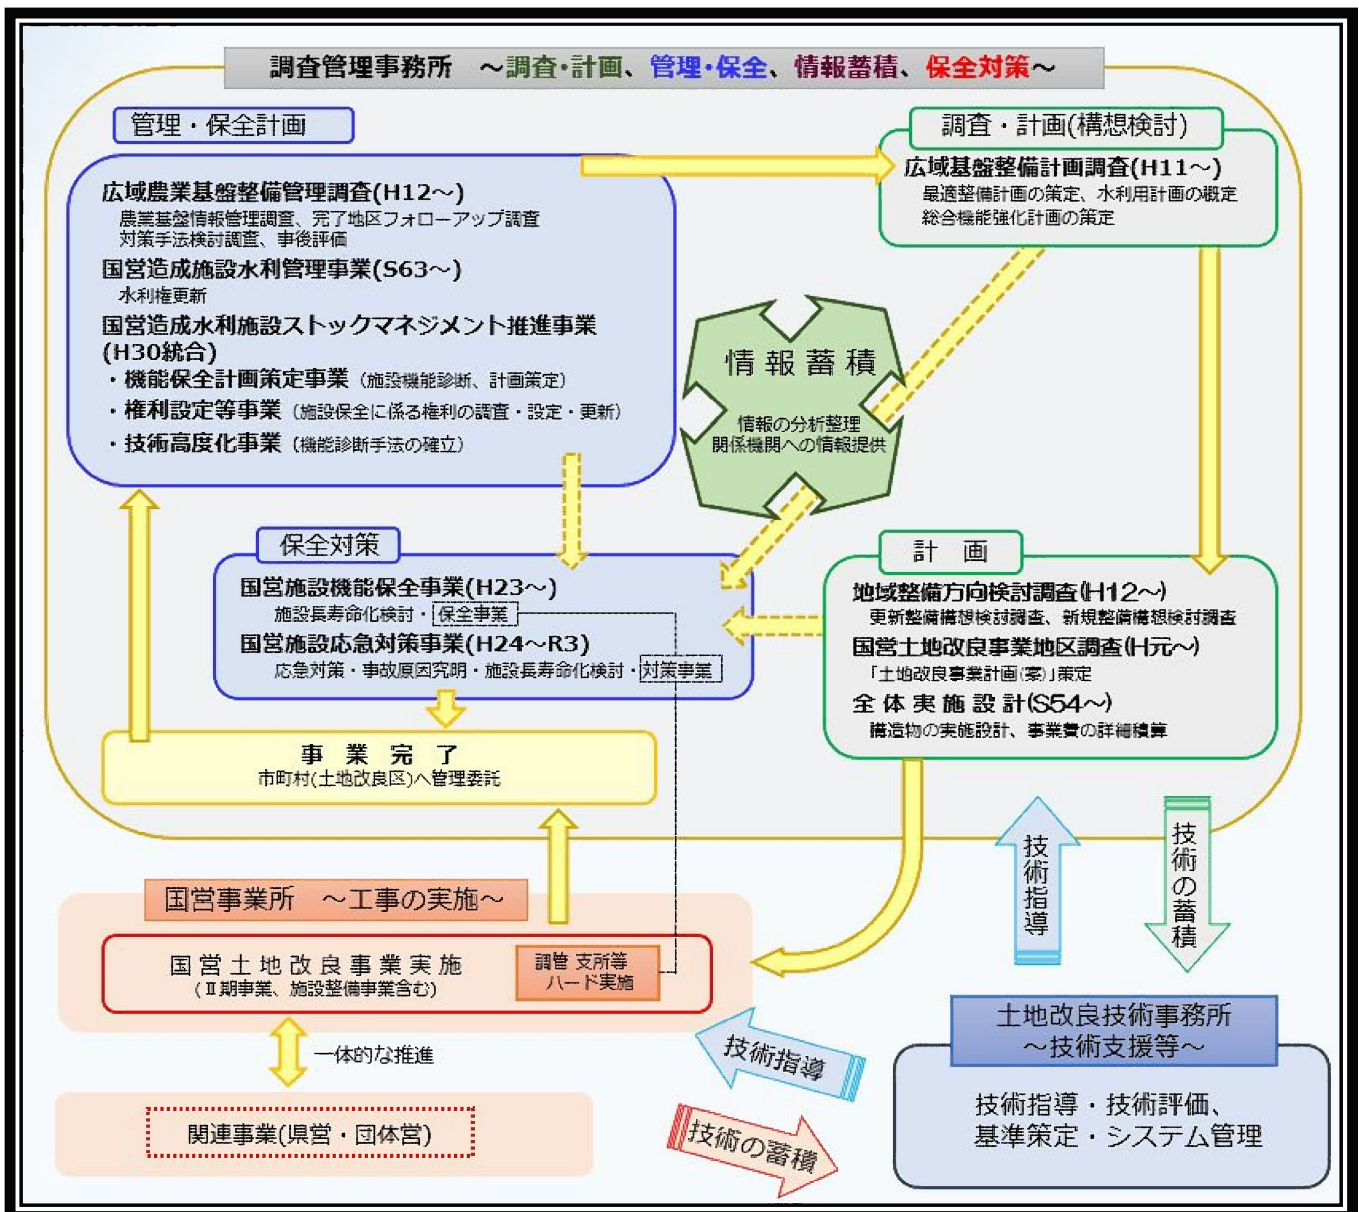 調査管理事務所　～調査・計画、管理・保全、情報蓄積、保全対策～
管理・保全計画
広域農業基盤整備管理調査(H12～)
農業基盤情報管理調査、完了地区フォローアップ調査
対策手法検討調査、事後評価
国営造成施設水利管理事業(S63～)
水利権更新
国営造成水利施設ストックマネジメント推進事業
(H30統合)
・機能保全計画策定事業（施設機能診断、計画策定）
・権利設定等事業（施設保全に係る権利の調査・設定・更新）
・技術高度化事業（機能診断手法の確立）
調査・計画(構想検討)
広域基盤整備計画調査(H11～)
最適整備計画の策定、水利用計画の概定
総合機能強化計画の策定
情報蓄積
情報の分析整理
関係機関への情報提供
保全対策
国営施設機能保全事業(H23～)
施設長寿命化検討・保全事業
国営施設応急対策事業(H24～R3)
応急対策・事故原因究明・施設長寿命化検討・対策事業
計　画
地域整備方向検討調査(H12～)
更新整備構想検討調査、新規整備構想検討調査
国営土地改良事業地区調査(H元～)
「土地改良事業計画(案)」策定
全体実施設計(S54～)
構造物の実施設計、事業費の詳細積算
事　業　完　了
市町村(土地改良区)へ管理委託
国営事業所　～工事の実施～
国営土地改良事業実施
(Ⅱ期事業、施設整備事業含む)
調管 支所等
ハード実施
一体的な推進
関連事業(県営・団体営)
技術指導
技術の蓄積
技術指導
技術の蓄積
土地改良技術事務所
～技術支援等～
技術指導・技術評価、
基準策定・システム管理